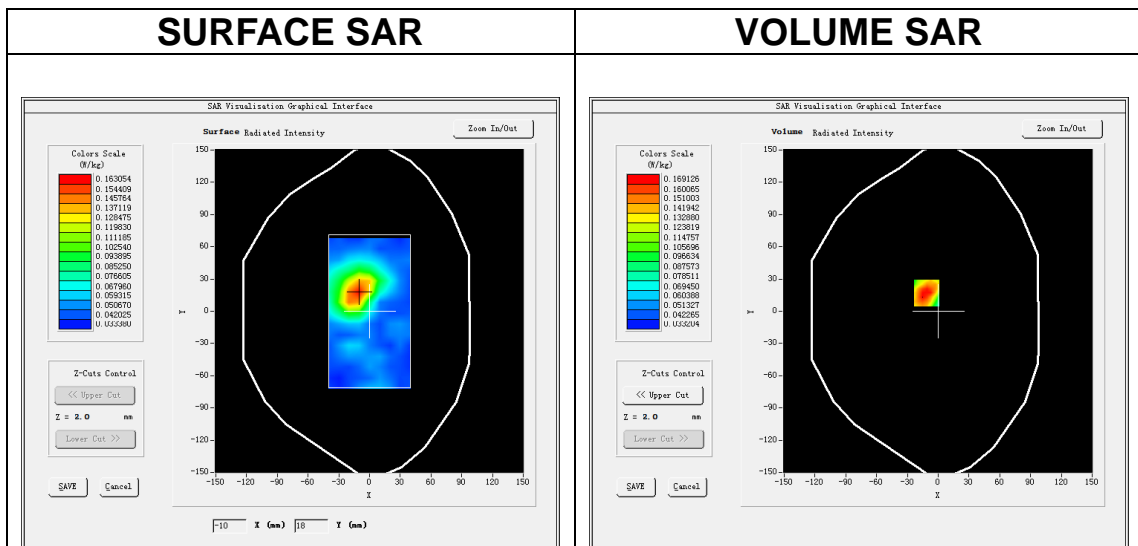 SURFACE SAR
VOLUME SAR
SAR Visualisation Graphical Interface
Surface Radiated Intensity
Zoom In/Out
Colors Scale
(W/kg)
0.163054
0.154409
0.145764
0.137119
0.128475
0.119830
0.111185
0.102540
0.093895
0.085250
0.076605
0.067960
0.059315
0.050670
0.042025
0.033380
150
120
90
60
30
0
-30
-60
-90
-120
-150
Y
-150 -120 -90 -60 -30 0 30 60 90 120 150
X
Z-Cuts Control
<< Upper Cut
Z = 2.0 mm
Lower Cut >>
SAVE Cancel
-10 X (mm) 18 Y (mm)
SAR Visualisation Graphical Interface
Volume Radiated Intensity
Zoom In/Out
Colors Scale
(W/kg)
0.169126
0.160065
0.151003
0.141942
0.132880
0.123819
0.114757
0.105696
0.096634
0.087573
0.078511
0.069450
0.060388
0.051327
0.042265
0.033204
150
120
90
60
30
0
-30
-60
-90
-120
-150
Y
-150 -120 -90 -60 -30 0 30 60 90 120 150
X
Z-Cuts Control
<< Upper Cut
Z = 2.0 mm
Lower Cut >>
SAVE Cancel